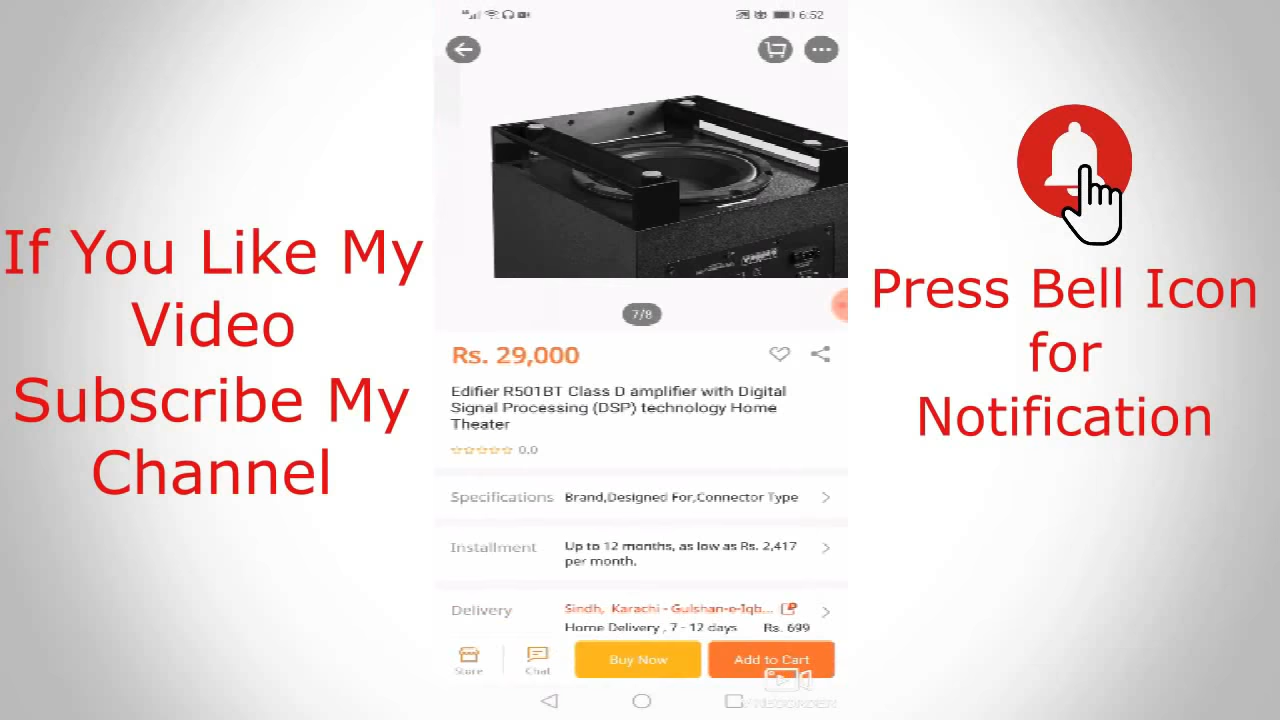 6:52
If You Like My
Video
Subscribe My
Channel
7/8
Rs. 29,000
Edifier R501BT Class D amplifier with Digital
Signal Processing (DSP) technology Home
Theater
0.0
Specifications Brand,Designed For,Connector Type
Installment Up to 12 months, as low as Rs. 2,417
per month.
Delivery Sindh, Karachi - Gulshan-e-Iqb...
Home Delivery , 7 - 12 days Rs. 699
Store Chat Buy Now Add to Cart
Press Bell Icon
for
Notification